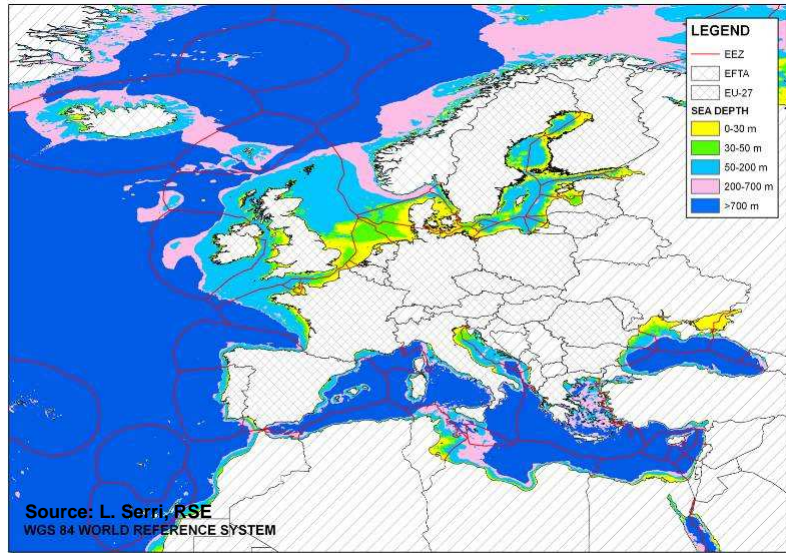 LEGEND
EEZ
EFTA
EU-27
SEA DEPTH
0-30 m
30-50 m
50-200 m
200-700 m
>700 m
Source: L. Serri, RSE
WGS 84 WORLD REFERENCE SYSTEM